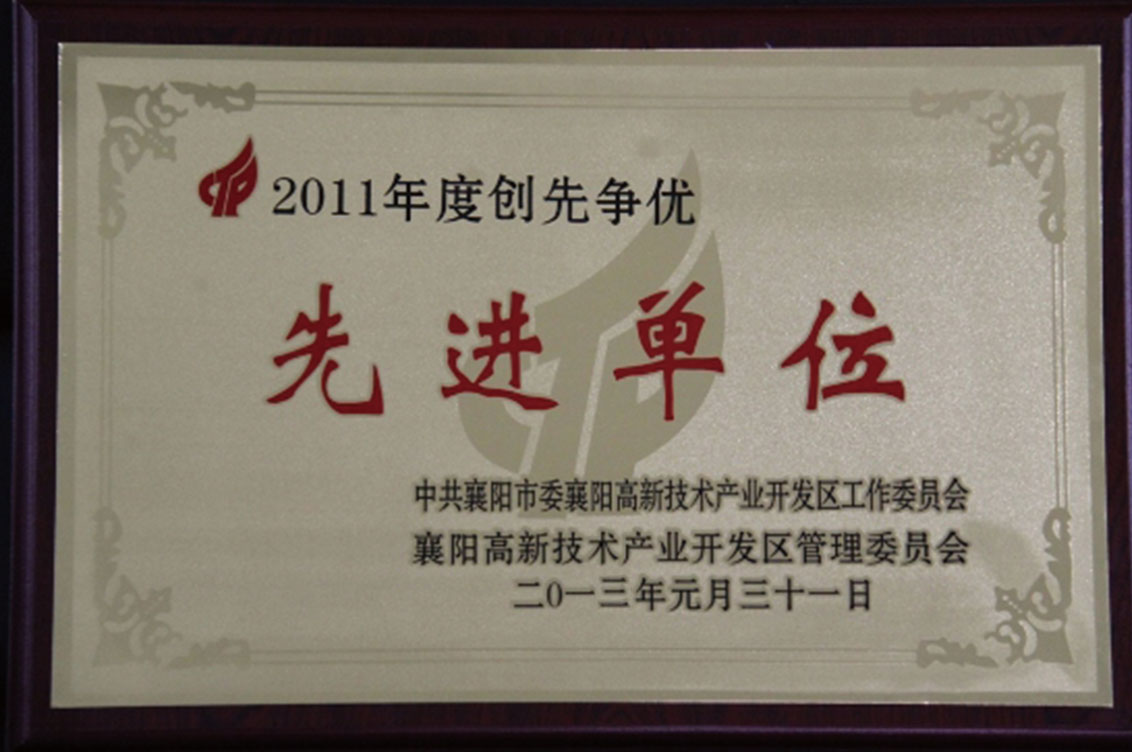 2011年度创先争优
先进单位
中共襄阳市委襄阳高新技术产业开发区工作委员会
襄阳高新技术产业开发区管理委员会
二0一三年元月三十一日